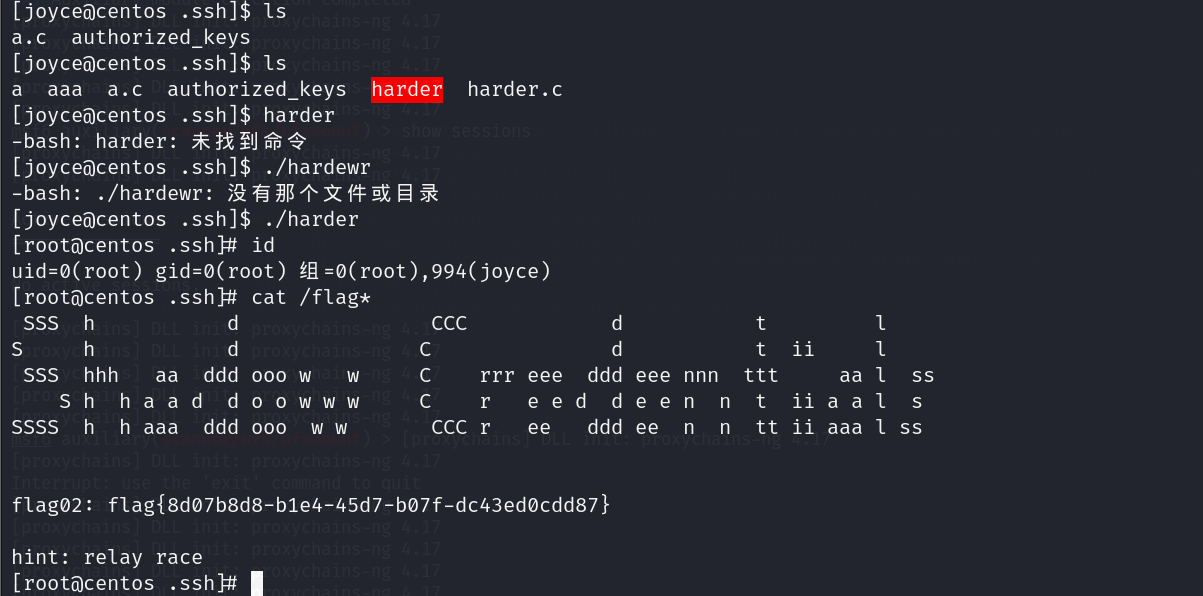 [joyce@centos .ssh]$ ls
a.c  authorized_keys
[joyce@centos .ssh]$ ls
a  aaa  a.c  authorized_keys  harder  harder.c
[joyce@centos .ssh]$ harder
-bash: harder: 未找到命令
[joyce@centos .ssh]$ ./hardewr
-bash: ./hardewr: 没有那个文件或目录
[joyce@centos .ssh]$ ./harder
[root@centos .ssh]# id
uid=0(root) gid=0(root) 组=0(root),994(joyce)
[root@centos .ssh]# cat /flag*
 SSS  h           d                CCC            d           t         l
S     h           d               C               d           t  ii     l
 SSS  hhh   aa  ddd ooo w   w     C    rrr eee  ddd eee nnn  ttt     aa l  ss
    S h  h a a d  d o o w w w     C    r   e e d  d e e n  n  t  ii a a l  s
SSSS  h  h aaa  ddd ooo  w w       CCC r   ee   ddd ee  n  n  tt ii aaa l ss
flag02: flag{8d07b8d8-b1e4-45d7-b07f-dc43ed0cdd87}
hint: relay race
[root@centos .ssh]#